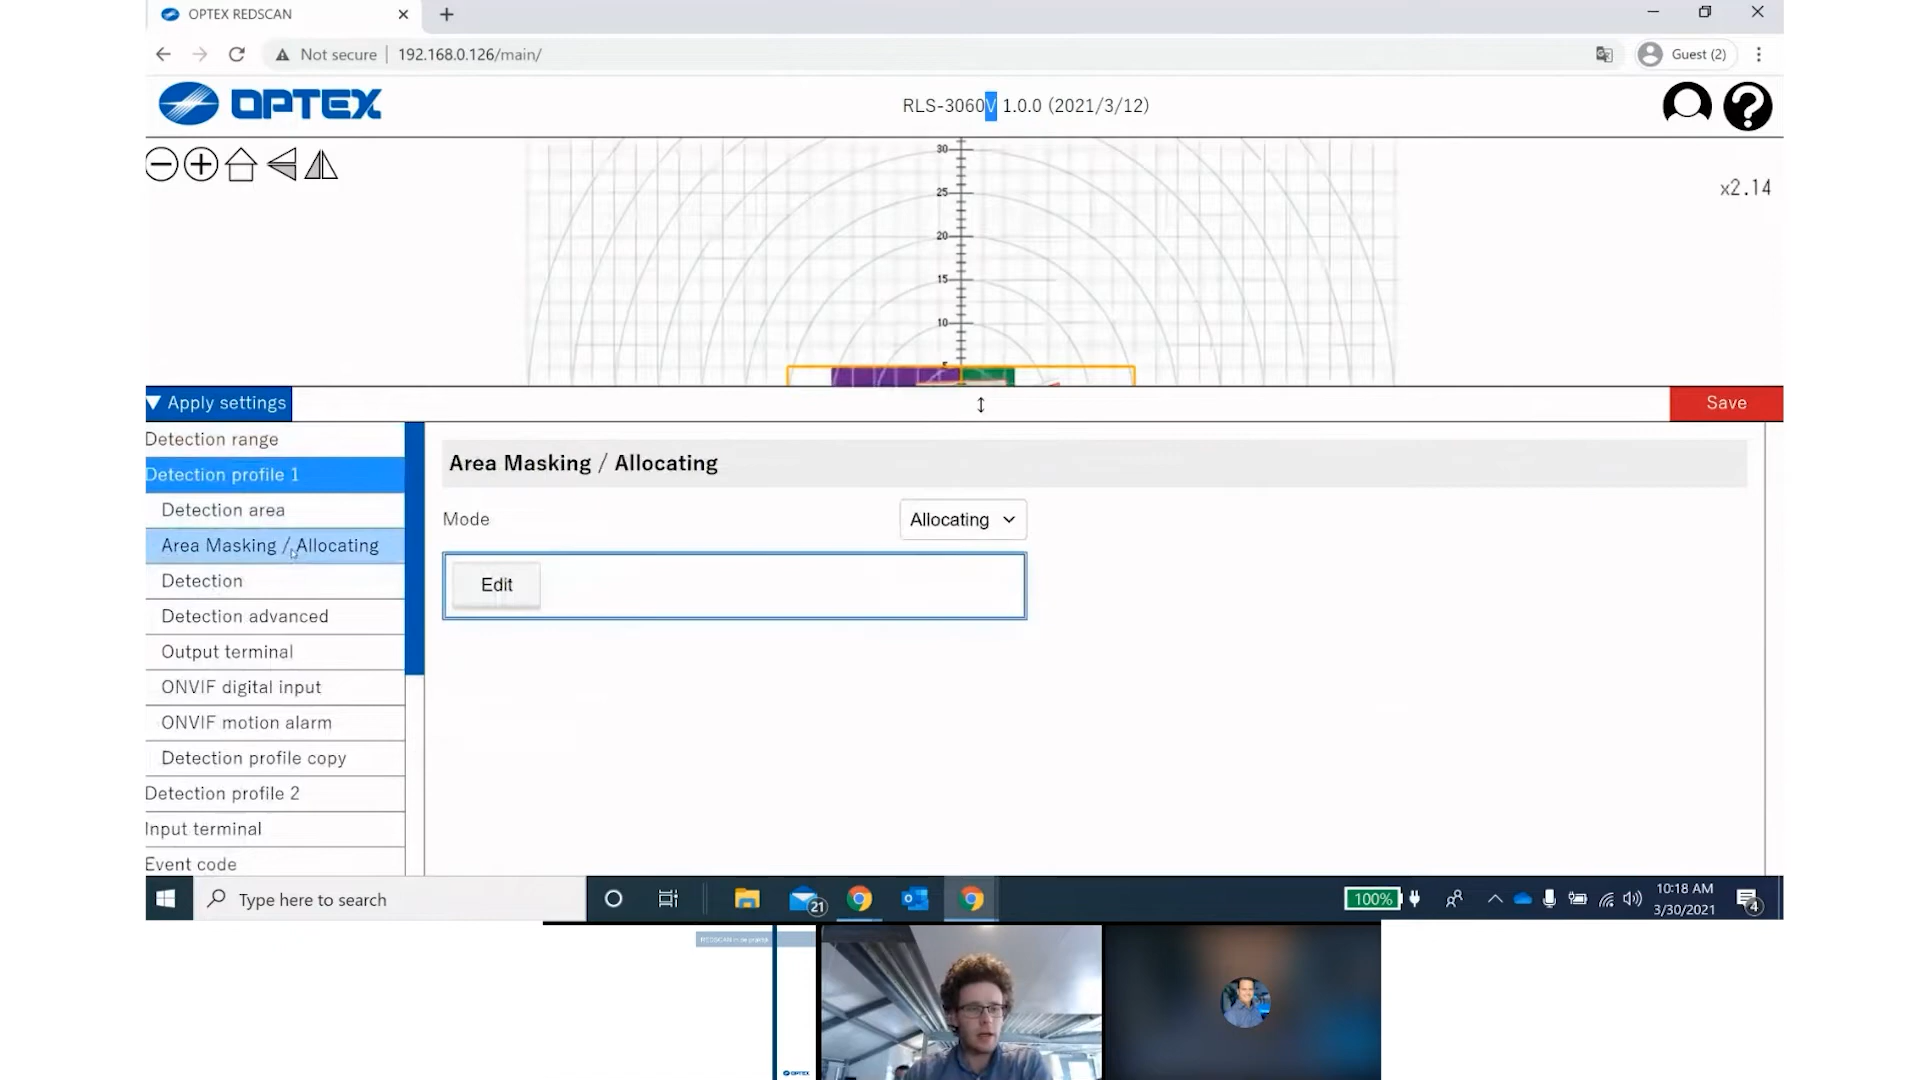 OPTEX REDSCAN
Not secure | 192.168.0.126/main/
Guest (2)
OPTEX
RLS-3060V 1.0.0 (2021/3/12)
x2.14
30
25
20
15
10
Apply settings
Save
Detection range
Detection profile 1
Detection area
Area Masking / Allocating
Detection
Detection advanced
Output terminal
ONVIF digital input
ONVIF motion alarm
Detection profile copy
Detection profile 2
Input terminal
Event code
Area Masking / Allocating
Mode
Allocating
Edit
Type here to search
21
100%
10:18 AM
3/30/2021
4
OPTEX